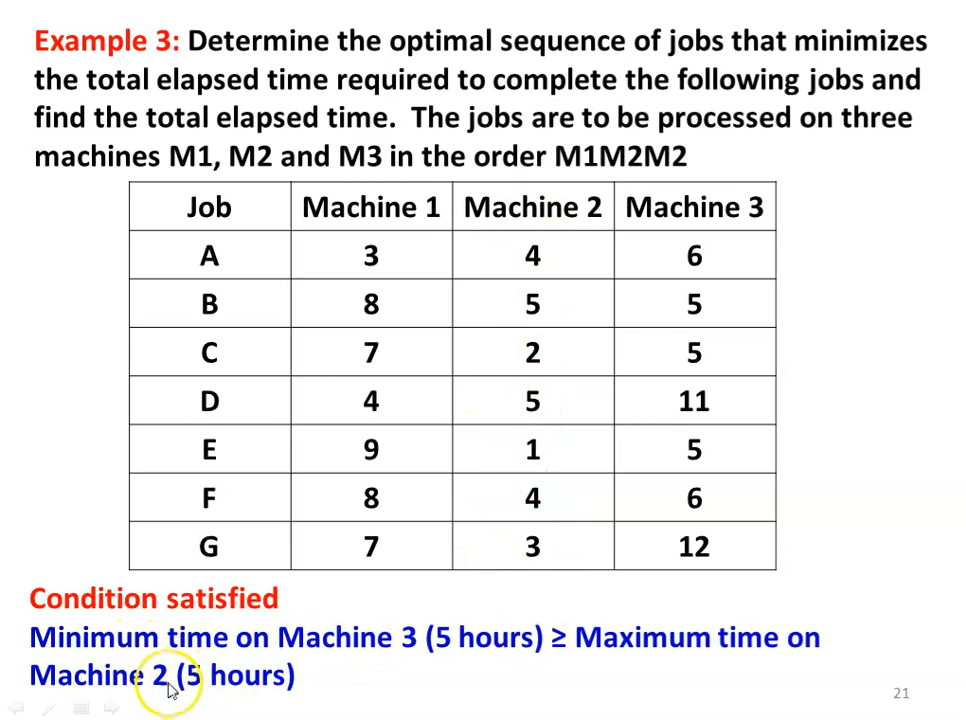 Example 3: Determine the optimal sequence of jobs that minimizes
the total elapsed time required to complete the following jobs and
find the total elapsed time.  The jobs are to be processed on three
machines M1, M2 and M3 in the order M1M2M2
Job Machine 1 Machine 2 Machine 3
A 3 4 6
B 8 5 5
C 7 2 5
D 4 5 11
E 9 1 5
F 8 4 6
G 7 3 12
Condition satisfied
Minimum time on Machine 3 (5 hours) ≥ Maximum time on
Machine 2 (5 hours)
21